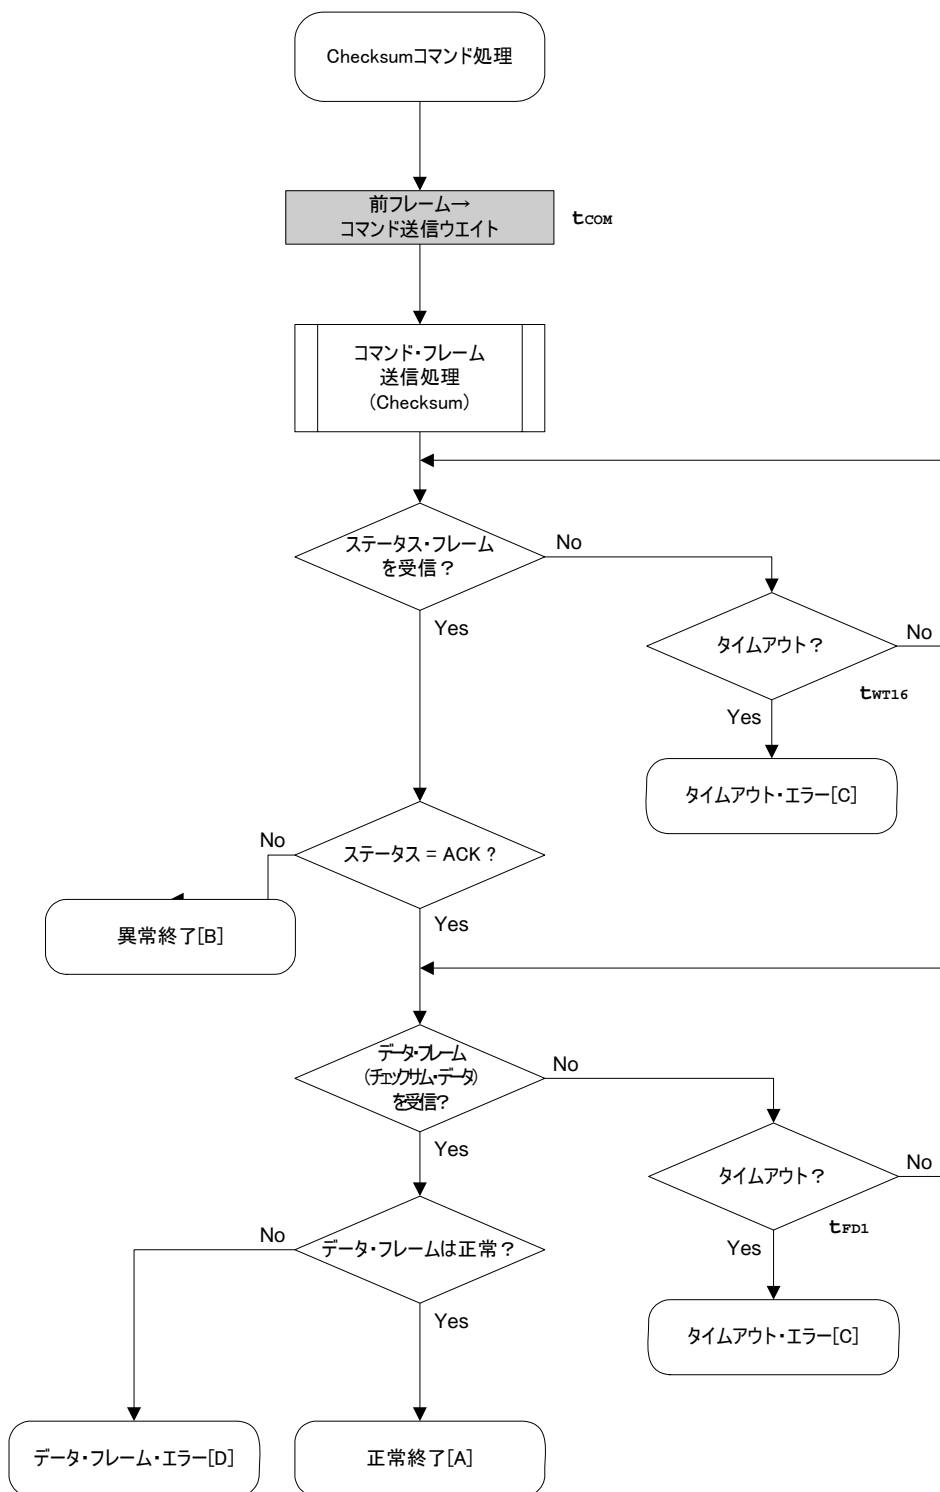 Checksumコマンド処理
前フレーム→
コマンド送信ウエイト
tCOM
コマンド・フレーム
送信処理
(Checksum)
ステータス・フレーム
を受信？
No
Yes
タイムアウト？
No
tWT16
Yes
タイムアウト・エラー[C]
ステータス = ACK？
No
Yes
異常終了[B]
データ・フレーム
(チェックサム・データ)
を受信？
No
Yes
タイムアウト？
No
tFD1
Yes
タイムアウト・エラー[C]
データ・フレームは正常？
No
Yes
データ・フレーム・エラー[D]
正常終了[A]